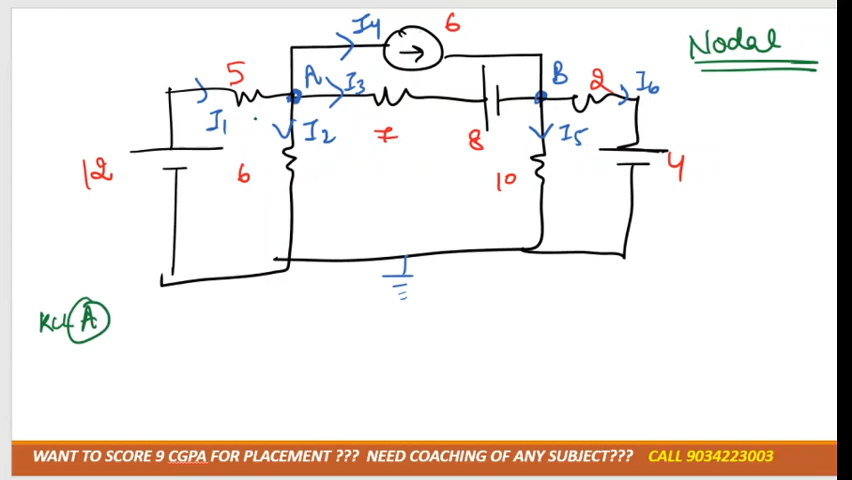 I4
6
Nodal
5
A
I3
B
2
I6
I1
I2
7
8
I5
12
6
10
4
KCL A
WANT TO SCORE 9 CGPA FOR PLACEMENT ??? NEED COACHING OF ANY SUBJECT??? CALL 9034223003